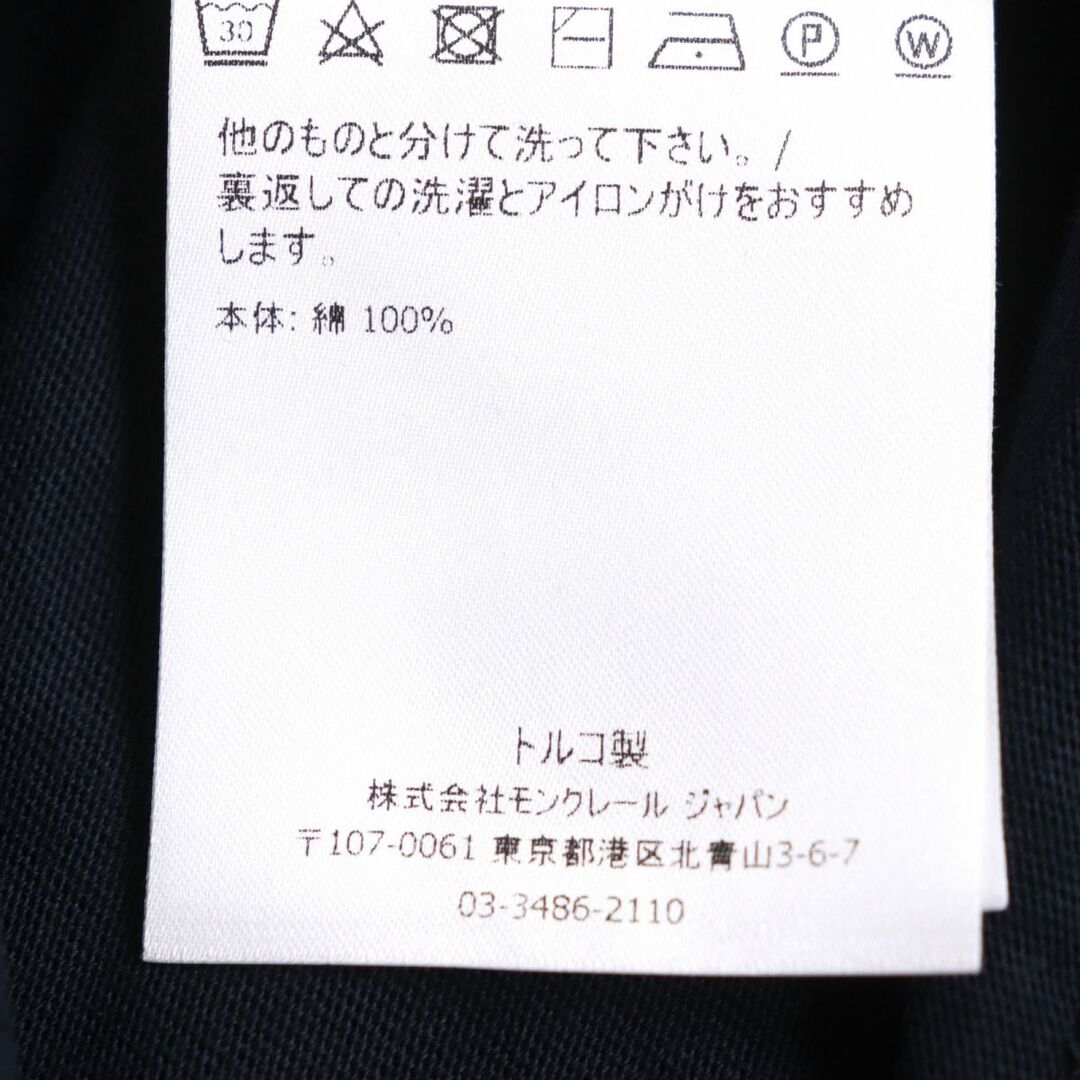 30 P W
他のものと分けて洗って下さい。/
裏返しての洗濯とアイロンがけをおすすめ
します。
本体: 綿 100%
トルコ製
株式会社モンクレール ジャパン
〒107-0061 東京都港区北青山3-6-7
03-3486-2110